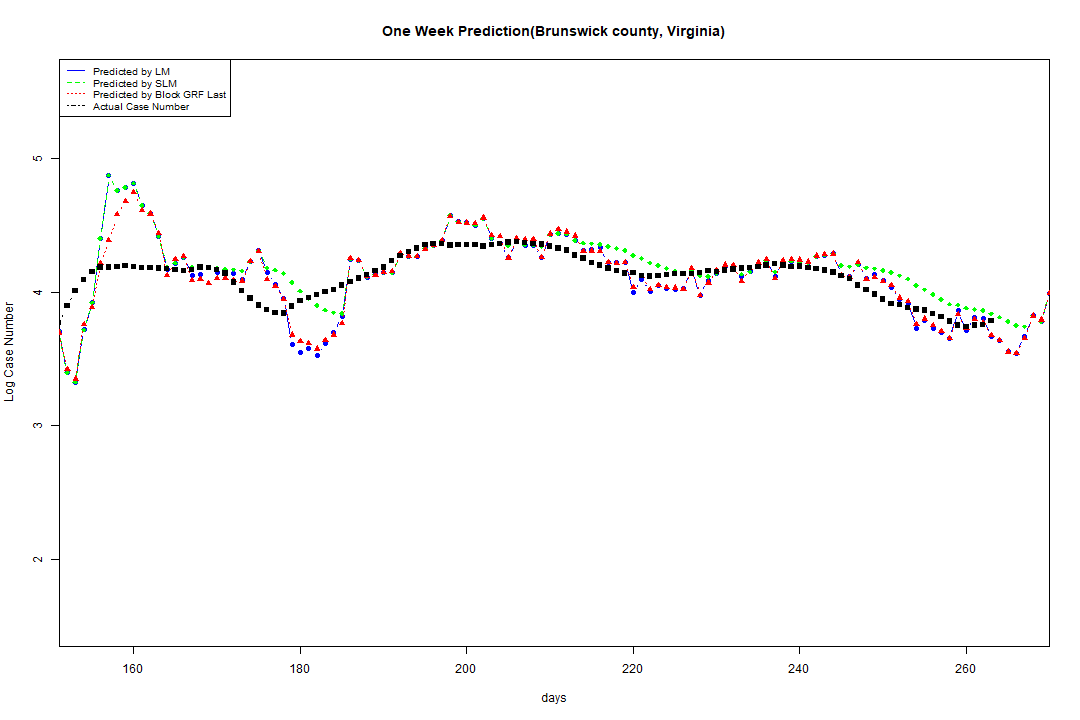 One Week Prediction(Brunswick county, Virginia)
Predicted by LM
Predicted by SLM
Predicted by Block GRF Last
Actual Case Number
5
4
3
2
Log Case Number
160 180 200 220 240 260
days